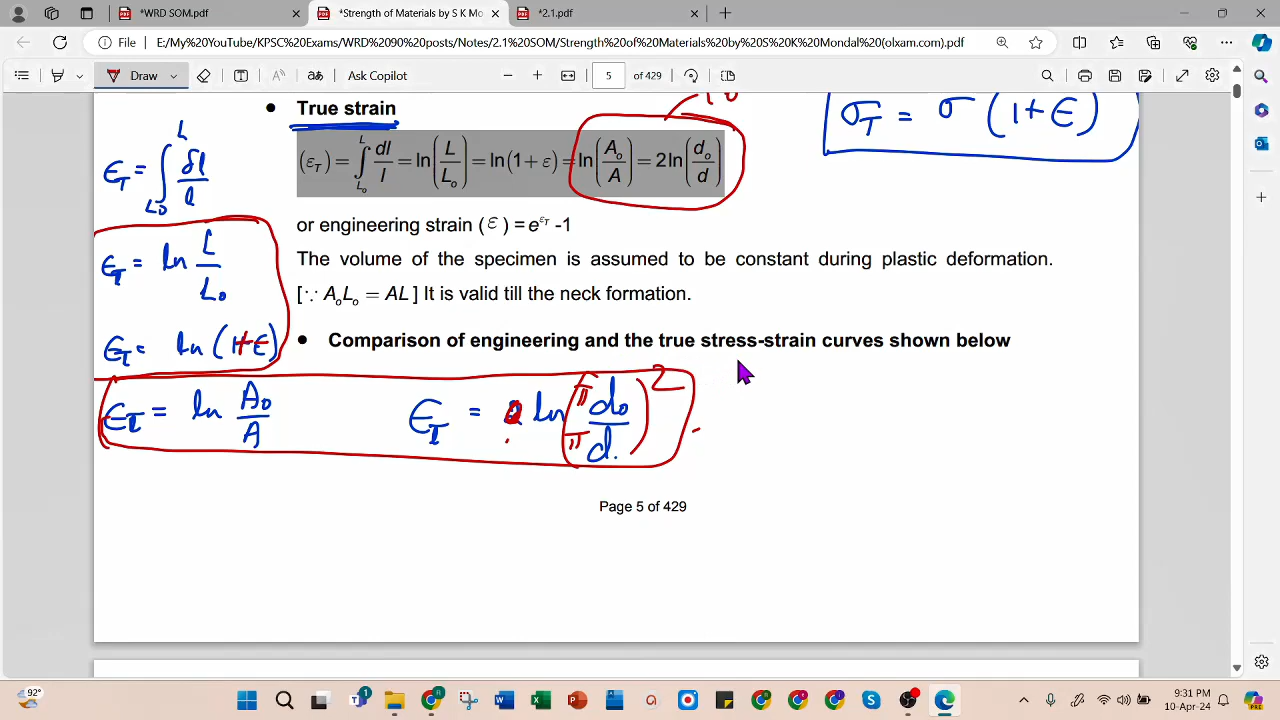 *WRD SOM.pdf
*Strength of Materials by S K Mo
*2.1.pdf
File
E:/My%20YouTube/KPSC%20Exams/WRD%2090%20posts/Notes/2.1%20SOM/Strength%20of%20Materials%20by%20S%20K%20Mondal%20(olxam.com).pdf
Draw
Ask Copilot
5 of 429
• True strain
σT = σ (1+ϵ)
(εT) = ∫ L Lo dl/l = ln(L/Lo) = ln(1 + ε) = ln(Ao/A) = 2ln(do/d)
ϵT = ∫ L L0 δl/l
or engineering strain ( ε ) = e^εT -1
The volume of the specimen is assumed to be constant during plastic deformation.
ϵT = ln L/L0
[∵ AoLo = AL ] It is valid till the neck formation.
ϵT = ln (1+ϵ)
• Comparison of engineering and the true stress-strain curves shown below
ϵT = ln A0/A
ϵT = ln (π d0/π d)2
Page 5 of 429
92°
9:31 PM
10-Apr-24